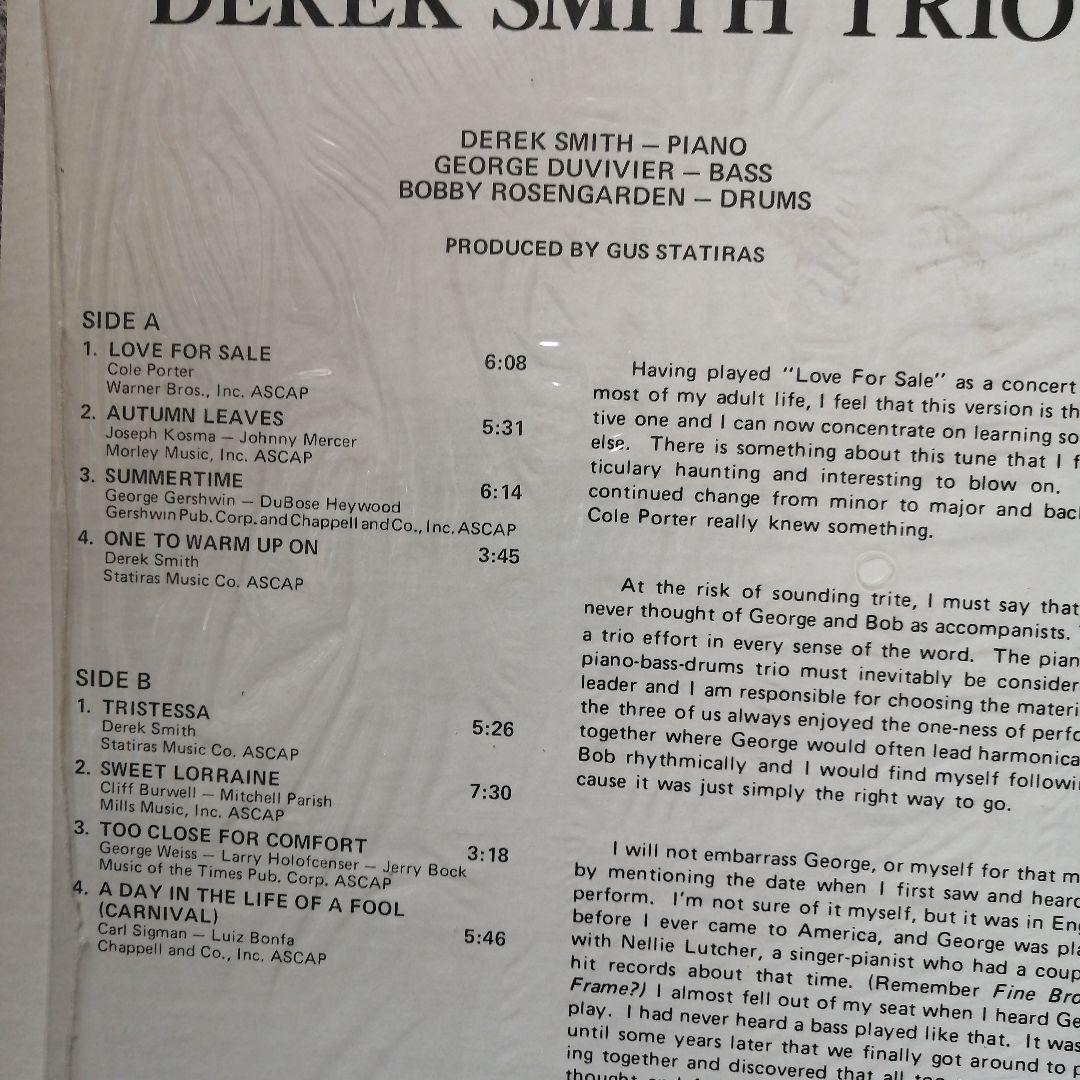 DEREK SMITH TRIO
DEREK SMITH — PIANO
GEORGE DUVIVIER — BASS
BOBBY ROSENGARDEN — DRUMS
PRODUCED BY GUS STATIRAS
SIDE A
1. LOVE FOR SALE 6:08
Cole Porter
Warner Bros., Inc. ASCAP
2. AUTUMN LEAVES 5:31
Joseph Kosma — Johnny Mercer
Morley Music, Inc. ASCAP
3. SUMMERTIME 6:14
George Gershwin — DuBose Heywood
Gershwin Pub. Corp. and Chappell and Co., Inc. ASCAP
4. ONE TO WARM UP ON 3:45
Derek Smith
Statiras Music Co. ASCAP
SIDE B
1. TRISTESSA 5:26
Derek Smith
Statiras Music Co. ASCAP
2. SWEET LORRAINE 7:30
Cliff Burwell — Mitchell Parish
Mills Music, Inc. ASCAP
3. TOO CLOSE FOR COMFORT 3:18
George Weiss — Larry Holofcenser — Jerry Bock
Music of the Times Pub. Corp. ASCAP
4. A DAY IN THE LIFE OF A FOOL
(CARNIVAL) 5:46
Carl Sigman — Luiz Bonfa
Chappell and Co., Inc. ASCAP
Having played "Love For Sale" as a concert
most of my adult life, I feel that this version is
tive one and I can now concentrate on learning
else. There is something about this tune that I
ticulary haunting and interesting to blow on.
continued change from minor to major and
Cole Porter really knew something.
At the risk of sounding trite, I must say that
never thought of George and Bob as accompanists.
a trio effort in every sense of the word. The
piano-bass-drums trio must inevitably be
leader and I am responsible for choosing the
the three of us always enjoyed the one-ness of
together where George would often lead
Bob rhythmically and I would find myself
cause it was just simply the right way to go.
I will not embarrass George, or myself for that
by mentioning the date when I first saw and
perform. I'm not sure of it myself, but it was in
before I ever came to America, and George was
with Nellie Lutcher, a singer-pianist who had a
hit records about that time. (Remember Fine
Frame?) I almost fell out of my seat when I heard
play. I had never heard a bass played like that. It was
until some years later that we finally got around to
ing together and discovered that all
thought